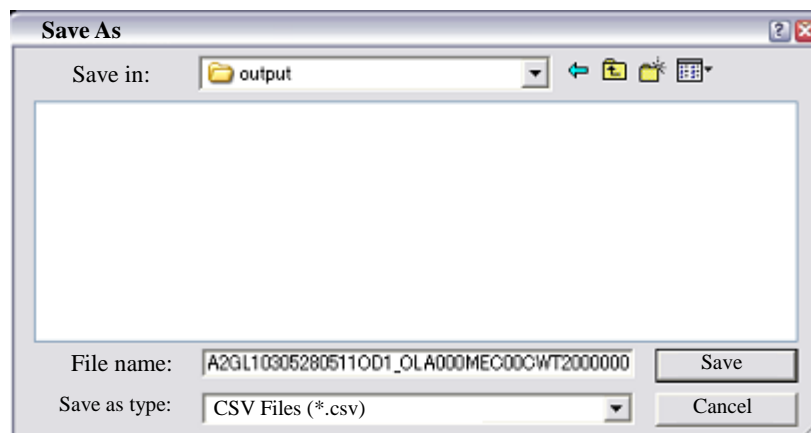 Save As
Save in: output
File name: A2GL10305280511OD1_OLA000MEC00CWT2000000 Save
Save as type: CSV Files (*.csv) Cancel